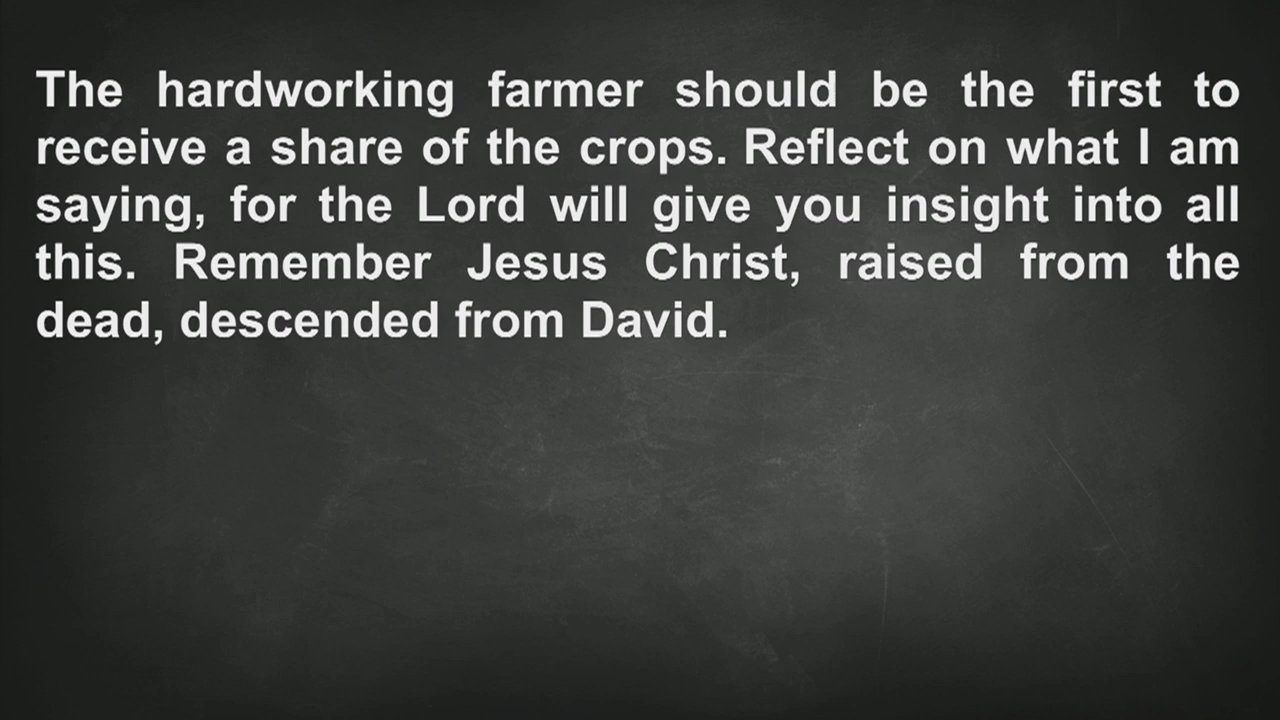 The hardworking farmer should be the first to
receive a share of the crops. Reflect on what I am
saying, for the Lord will give you insight into all
this. Remember Jesus Christ, raised from the
dead, descended from David.